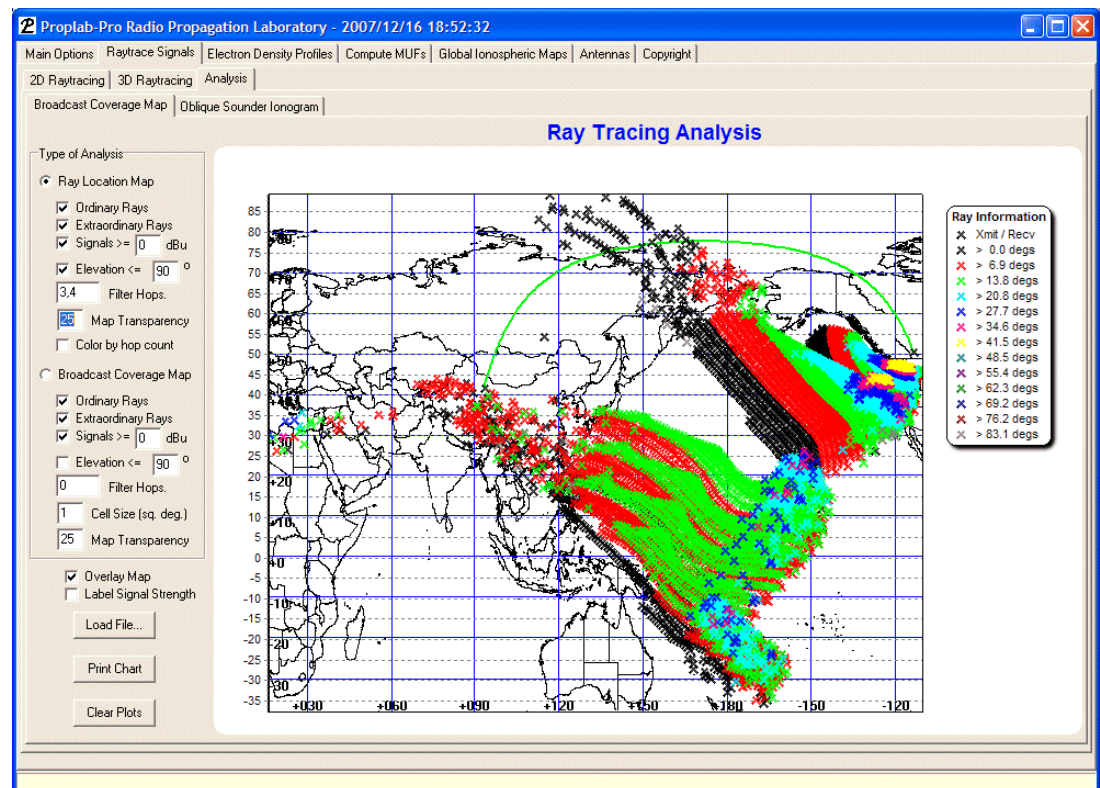 Proplab-Pro Radio Propagation Laboratory - 2007/12/16 18:52:32
Main Options Raytrace Signals Electron Density Profiles Compute MUFs Global Ionospheric Maps Antennas Copyright
2D Raytracing 3D Raytracing Analysis
Broadcast Coverage Map Oblique Sounder Ionogram
Ray Tracing Analysis
Type of Analysis
Ray Location Map
Ordinary Rays
Extraordinary Rays
Signals >= 0 dBu
Elevation <= 90 °
3,4 Filter Hops.
25 Map Transparency
Color by hop count
Broadcast Coverage Map
Ordinary Rays
Extraordinary Rays
Signals >= 0 dBu
Elevation <= 90 °
0 Filter Hops.
1 Cell Size (sq. deg.)
25 Map Transparency
Overlay Map
Label Signal Strength
Load File...
Print Chart
Clear Plots
85
80
75
70
65
60
55
50
45
40
35
30
25
20
15
10
5
0
-5
-10
-15
-20
-25
-30
-35
+20
+10
+0
-10
-20
-30
+030 +060 +090 +120 +150 +180 -150 -120
Ray Information
Xmit / Recv
> 0.0 degs
> 6.9 degs
> 13.8 degs
> 20.8 degs
> 27.7 degs
> 34.6 degs
> 41.5 degs
> 48.5 degs
> 55.4 degs
> 62.3 degs
> 69.2 degs
> 76.2 degs
> 83.1 degs